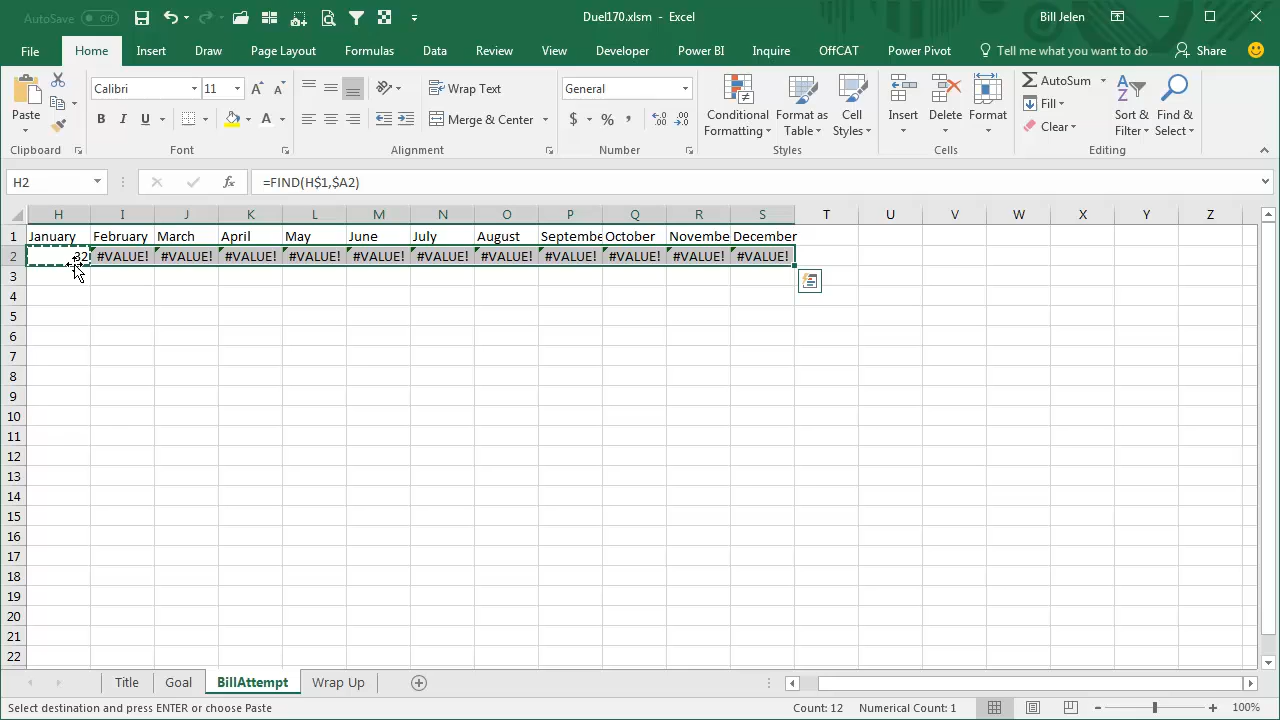 AutoSave Off Duel170.xlsm - Excel Bill Jelen
File Home Insert Draw Page Layout Formulas Data Review View Developer Power BI Inquire OffCAT Power Pivot Tell me what you want to do Share
Calibri 11 Wrap Text General AutoSum
Paste Conditional Formatting Format as Table Cell Styles Insert Delete Format Fill Sort & Filter Find & Select
B I U A Merge & Center $ % , Clear
Clipboard Font Alignment Number Styles Cells Editing
H2 fx =FIND(H$1,$A2)
H I J K L M N O P Q R S T U V W X Y Z
1 January February March April May June July August Septembe October Novembe December
2 32 #VALUE! #VALUE! #VALUE! #VALUE! #VALUE! #VALUE! #VALUE! #VALUE! #VALUE! #VALUE! #VALUE!
3
4
5
6
7
8
9
10
11
12
13
14
15
16
17
18
19
20
21
22
Title Goal BillAttempt Wrap Up
Select destination and press ENTER or choose Paste Count: 12 Numerical Count: 1 100%